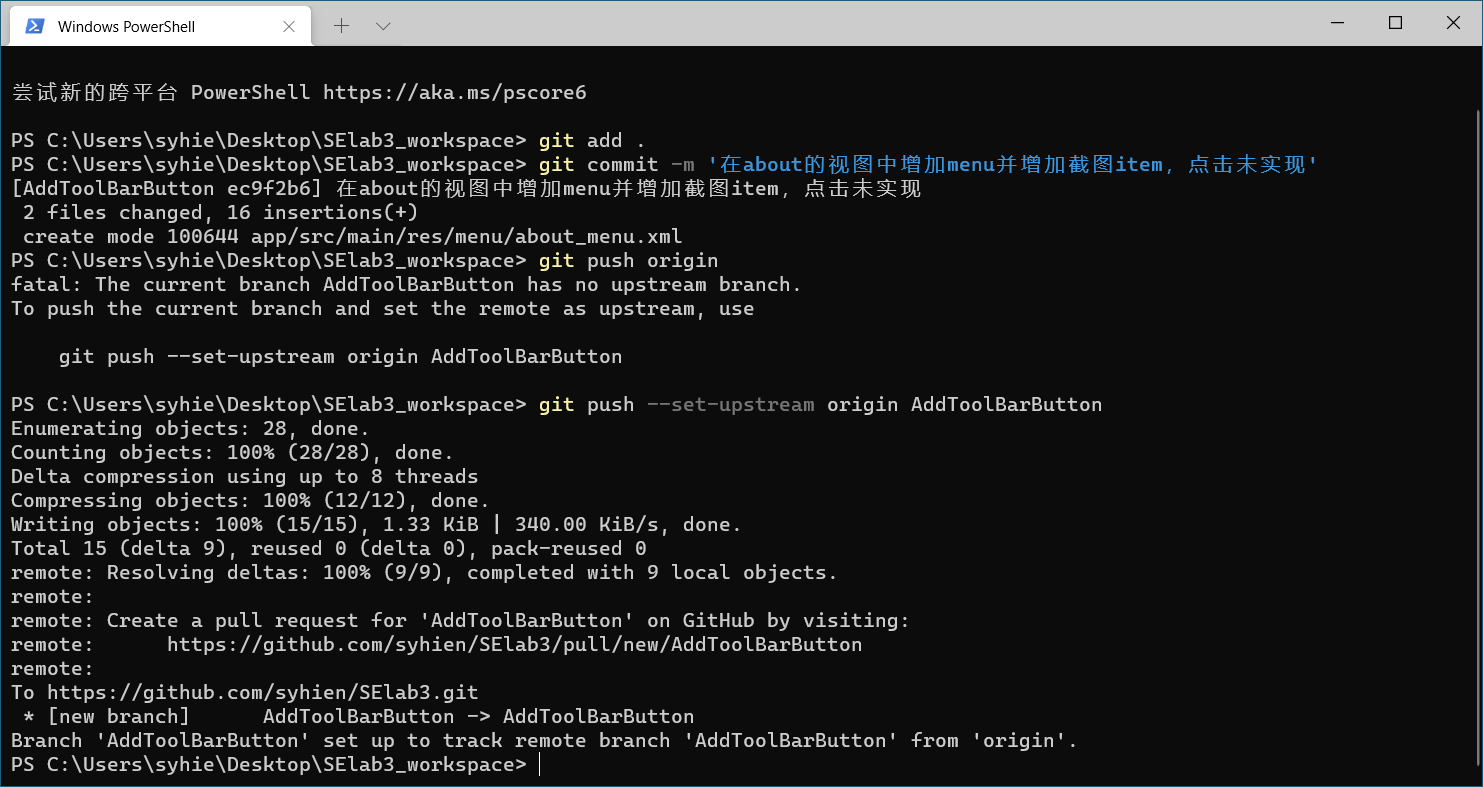 Windows PowerShell
尝试新的跨平台 PowerShell https://aka.ms/pscore6
PS C:\Users\syhie\Desktop\SElab3_workspace> git add .
PS C:\Users\syhie\Desktop\SElab3_workspace> git commit -m '在about的视图中增加menu并增加截图item，点击未实现'
[AddToolBarButton ec9f2b6] 在about的视图中增加menu并增加截图item，点击未实现
 2 files changed, 16 insertions(+)
 create mode 100644 app/src/main/res/menu/about_menu.xml
PS C:\Users\syhie\Desktop\SElab3_workspace> git push origin
fatal: The current branch AddToolBarButton has no upstream branch.
To push the current branch and set the remote as upstream, use
    git push --set-upstream origin AddToolBarButton
PS C:\Users\syhie\Desktop\SElab3_workspace> git push --set-upstream origin AddToolBarButton
Enumerating objects: 28, done.
Counting objects: 100% (28/28), done.
Delta compression using up to 8 threads
Compressing objects: 100% (12/12), done.
Writing objects: 100% (15/15), 1.33 KiB | 340.00 KiB/s, done.
Total 15 (delta 9), reused 0 (delta 0), pack-reused 0
remote: Resolving deltas: 100% (9/9), completed with 9 local objects.
remote:
remote: Create a pull request for 'AddToolBarButton' on GitHub by visiting:
remote:      https://github.com/syhien/SElab3/pull/new/AddToolBarButton
remote:
To https://github.com/syhien/SElab3.git
 * [new branch]      AddToolBarButton -> AddToolBarButton
Branch 'AddToolBarButton' set up to track remote branch 'AddToolBarButton' from 'origin'.
PS C:\Users\syhie\Desktop\SElab3_workspace>